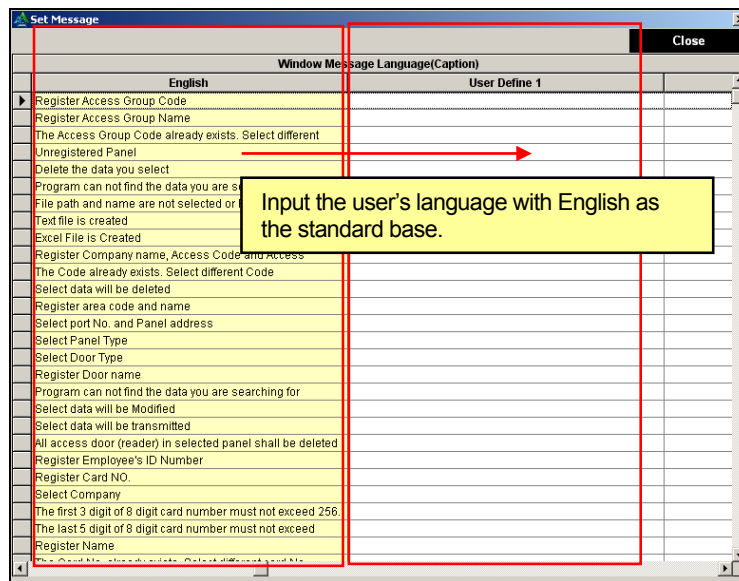 Set Message
Close
Window Message Language(Caption)
English User Define 1
Register Access Group Code
Register Access Group Name
The Access Group Code already exists. Select different
Unregistered Panel
Delete the data you select
Program can not find the data you are
File path and name are not selected or
Text file is created
Excel File is Created
Input the user's language with English as
the standard base.
Register Company name, Access Code and Access
The Code already exists. Select different Code
Select data will be deleted
Register area code and name
Select port No. and Panel address
Select Panel Type
Select Door Type
Register Door name
Program can not find the data you are searching for
Select data will be Modified
Select data will be transmitted
All access door (reader) in selected panel shall be deleted
Register Employee's ID Number
Register Card NO.
Select Company
The first 3 digit of 8 digit card number must not exceed 256.
The last 5 digit of 8 digit card number must not exceed
Register Name
The Card No. already exists. Select different card No.